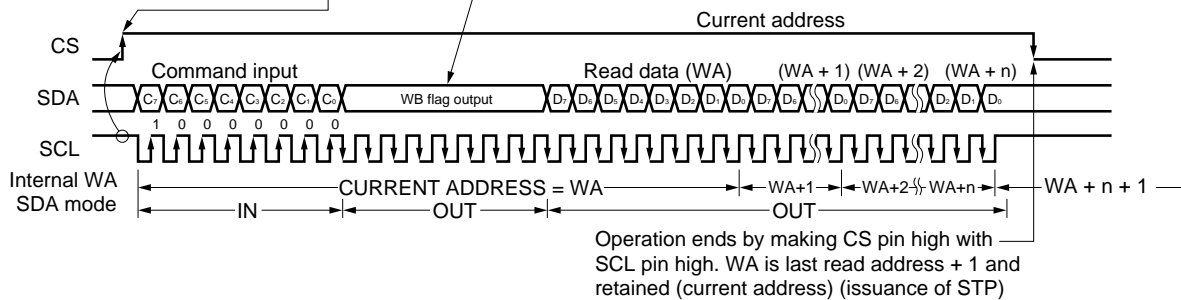 Current address
CS
Command input
Read data (WA)
(WA + 1) (WA + 2)
(WA + n)
SDA
C7 C6 C5 C4 C3 C2 C1 C0
WB flag output
D7 D6 D5 D4 D3 D2 D1 D0 D7 D6 D0 D7 D6 D2 D1 D0
1 0 0 0 0 0 0 0
SCL
Internal WA
CURRENT ADDRESS = WA
WA+1
WA+2
WA+n
WA + n + 1
SDA mode
IN
OUT
OUT
Operation ends by making CS pin high with
SCL pin high. WA is last read address + 1 and
retained (current address) (issuance of STP)